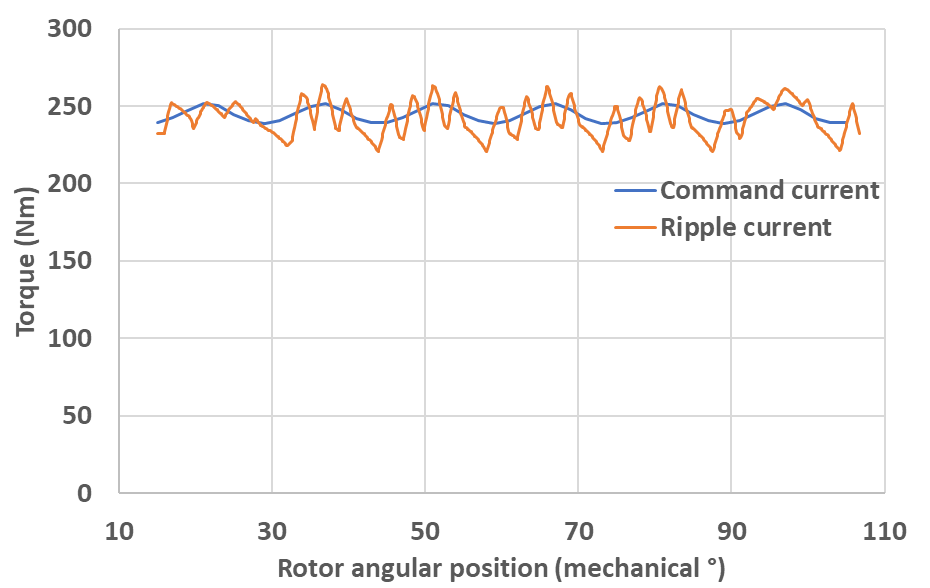 300
250
200
150
100
50
0
Torque (Nm)
Command current
Ripple current
10 30 50 70 90 110
Rotor angular position (mechanical °)